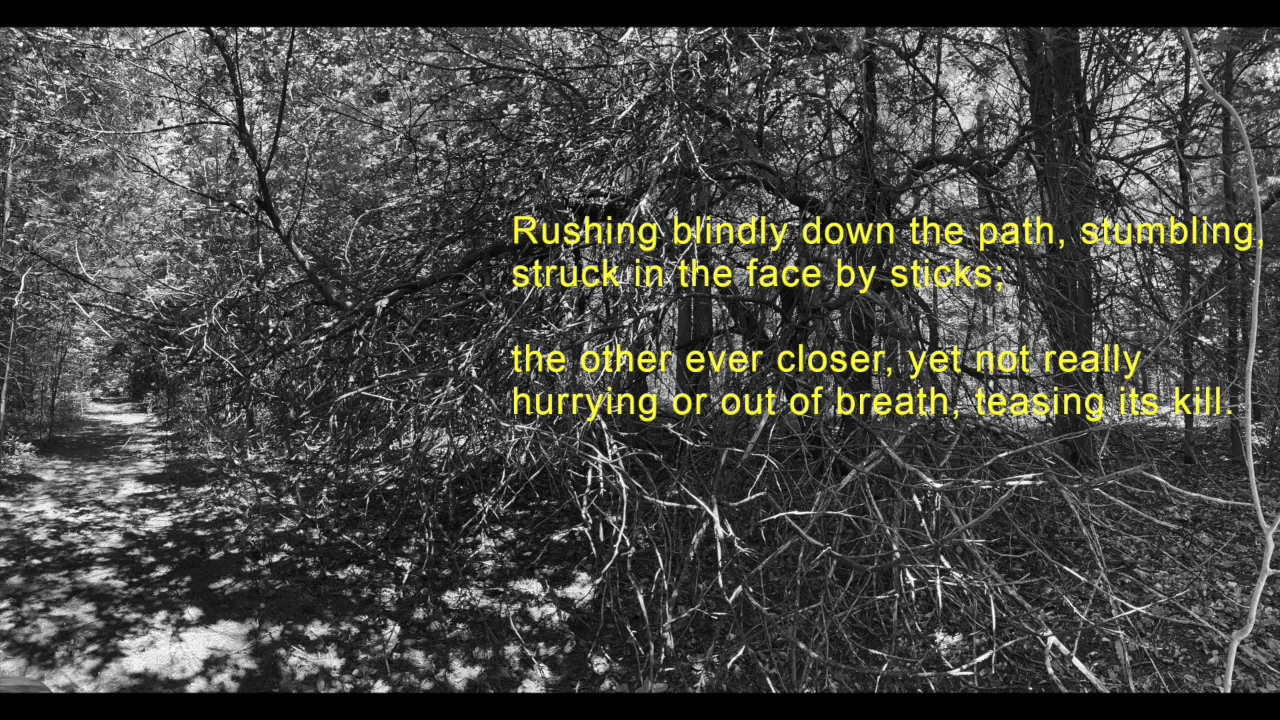 Rushing blindly down the path, stumbling,
struck in the face by sticks;
the other ever closer, yet not really
hurrying or out of breath, teasing its kill.